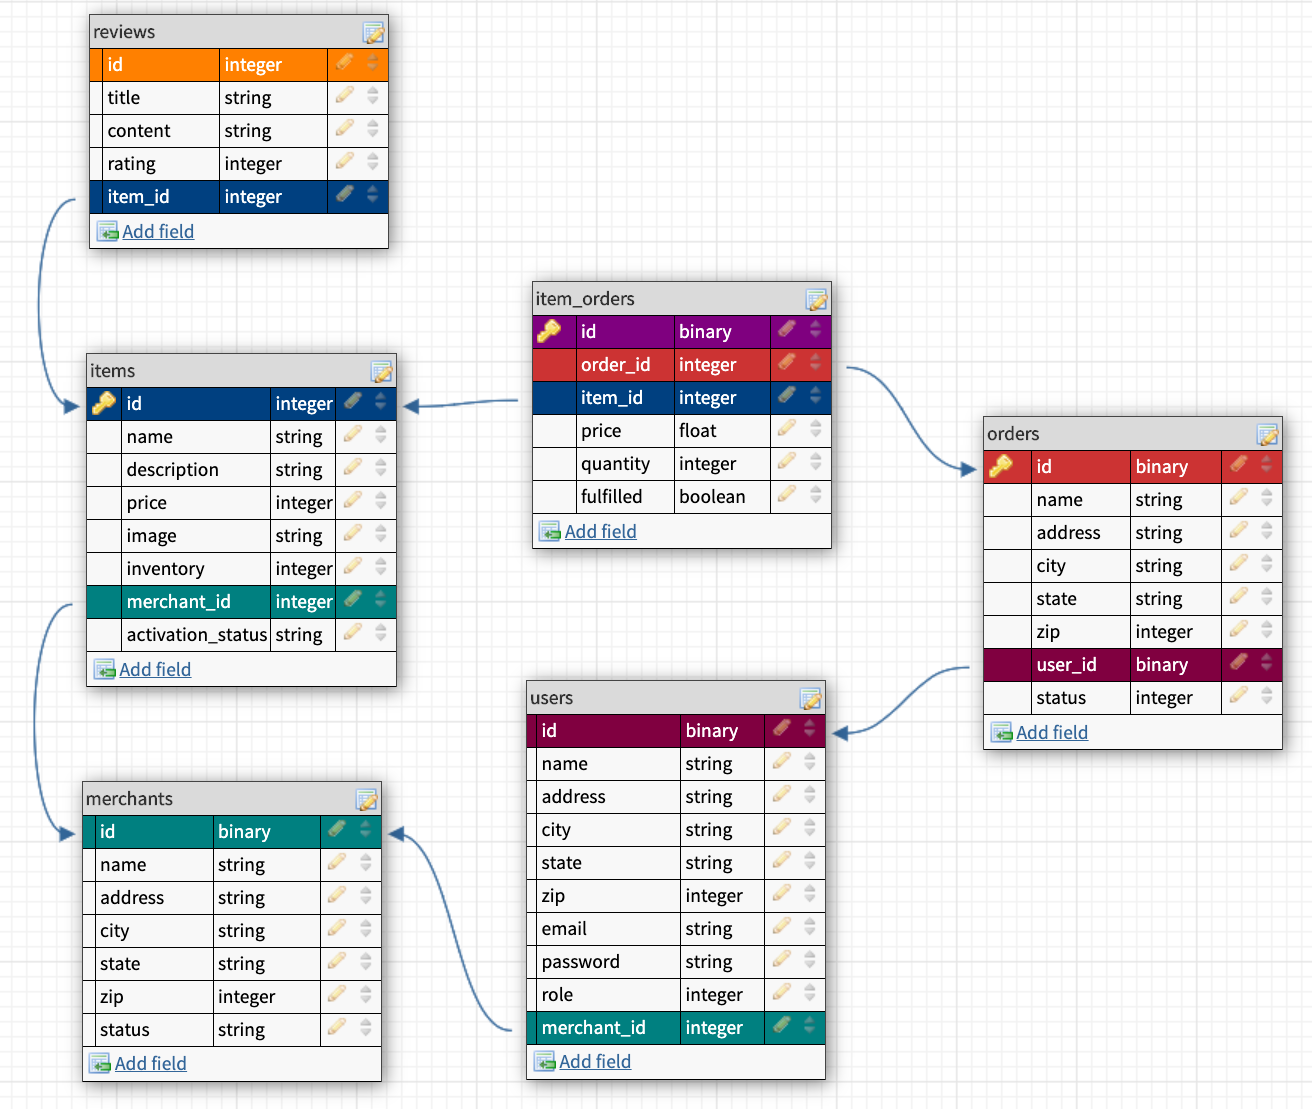 reviews
id integer
title string
content string
rating integer
item_id integer
Add field
item_orders
id binary
order_id integer
item_id integer
price float
quantity integer
fulfilled boolean
Add field
items
id integer
name string
description string
price integer
image string
inventory integer
merchant_id integer
activation_status string
Add field
orders
id binary
name string
address string
city string
state string
zip integer
user_id binary
status integer
Add field
users
id binary
name string
address string
city string
state string
zip integer
email string
password string
role integer
merchant_id integer
Add field
merchants
id binary
name string
address string
city string
state string
zip integer
status string
Add field